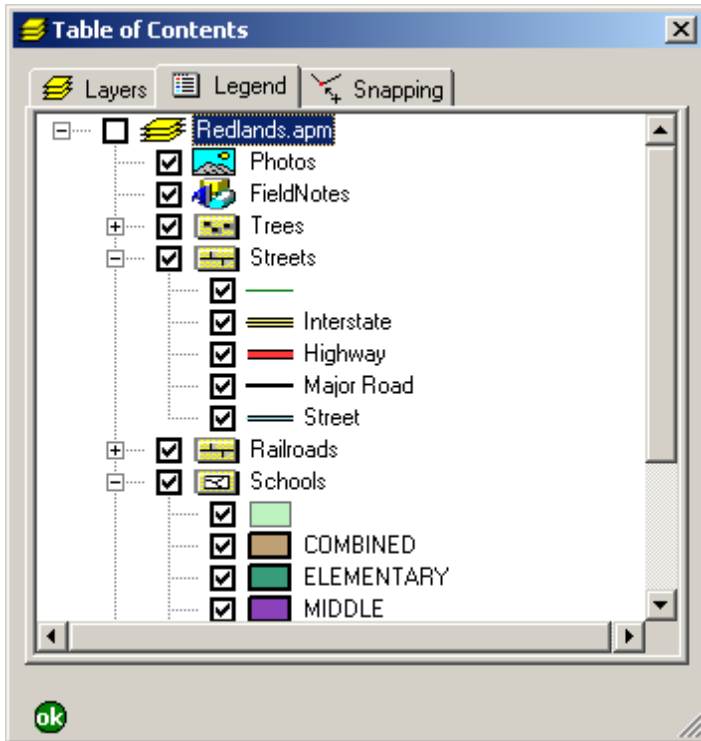 Table of Contents
Layers Legend Snapping
Redlands.apm
Photos
FieldNotes
Trees
Streets
Interstate
Highway
Major Road
Street
Railroads
Schools
COMBINED
ELEMENTARY
MIDDLE
ok